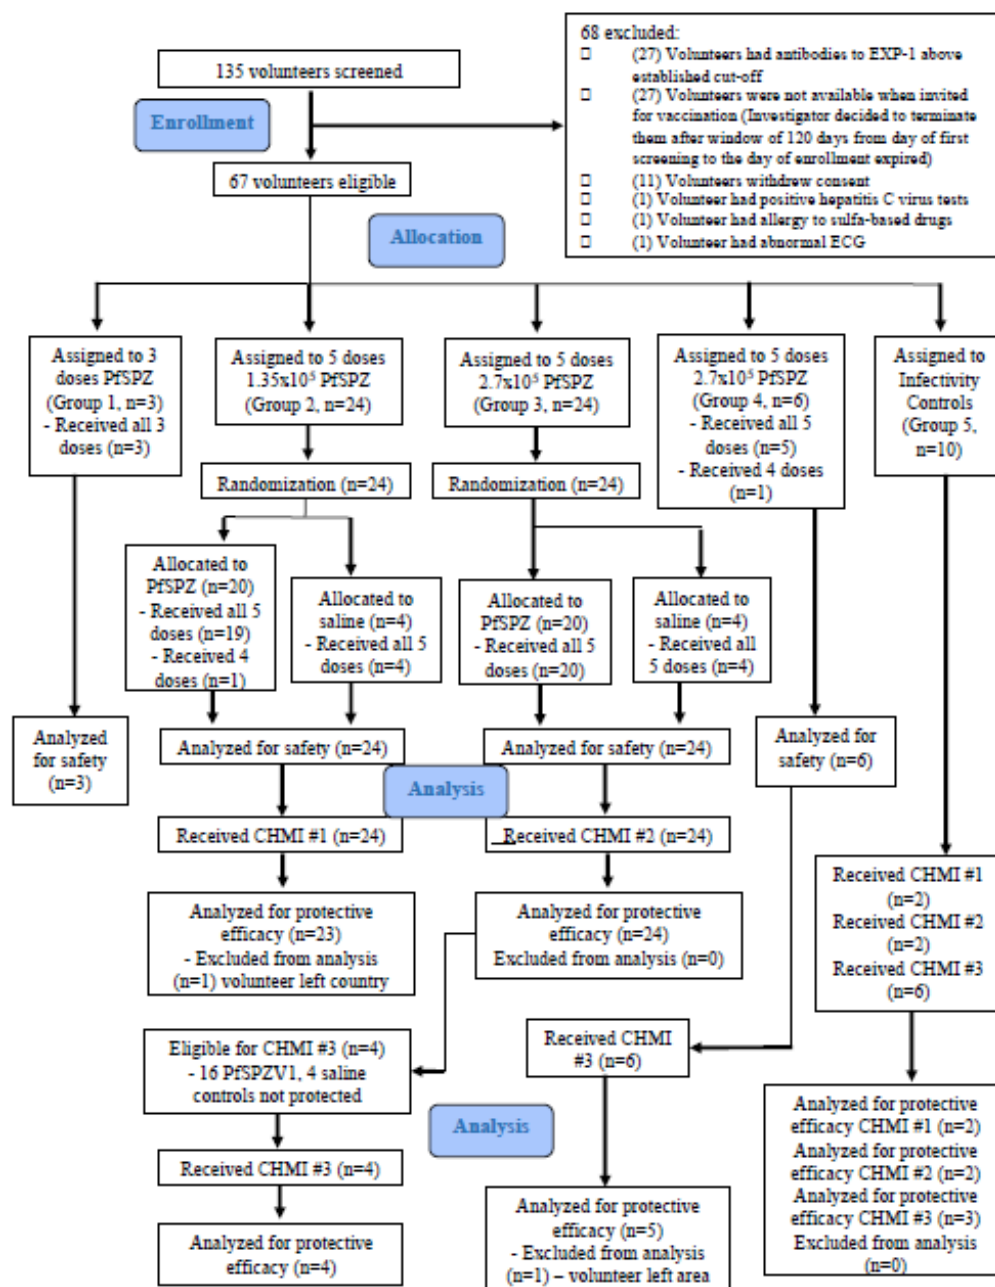 135 volunteers screened
68 excluded:
(27) Volunteers had antibodies to EXP-1 above
established cut-off
(27) Volunteers were not available when invited
for vaccination (Investigator decided to terminate
them after window of 120 days from day of first
screening to the day of enrollment expired)
(11) Volunteers withdrew consent
(1) Volunteer had positive hepatitis C virus tests
(1) Volunteer had allergy to sulfa-based drugs
(1) Volunteer had abnormal ECG
Enrollment
67 volunteers eligible
Allocation
Assigned to 3
doses PfSPZ
(Group 1, n=3)
- Received all 3
doses (n=3)
Assigned to 5 doses
1.35x10⁵ PfSPZ
(Group 2, n=24)
Assigned to 5 doses
2.7x10⁵ PfSPZ
(Group 3, n=24)
Assigned to 5 doses
2.7x10⁵ PfSPZ
(Group 4, n=6)
- Received all 5
doses (n=5)
- Received 4 doses
(n=1)
Assigned to
Infectivity
Controls
(Group 5,
n=10)
Randomization (n=24)
Randomization (n=24)
Allocated to
PfSPZ (n=20)
- Received all 5
doses (n=19)
- Received 4
doses (n=1)
Allocated to
saline (n=4)
- Received all 5
doses (n=4)
Allocated to
PfSPZ (n=20)
- Received all 5
doses (n=20)
Allocated to
saline (n=4)
- Received all
5 doses (n=4)
Analyzed
for safety
(n=3)
Analyzed for safety (n=24)
Analyzed for safety (n=24)
Analyzed for
safety (n=6)
Analysis
Received CHMI #1 (n=24)
Received CHMI #2 (n=24)
Received CHMI #1
(n=2)
Received CHMI #2
(n=2)
Received CHMI #3
(n=6)
Analyzed for protective
efficacy (n=23)
- Excluded from analysis
(n=1) volunteer left country
Analyzed for protective
efficacy (n=24)
Excluded from analysis (n=0)
Eligible for CHMI #3 (n=4)
- 16 PfSPZV1, 4 saline
controls not protected
Received CHMI
#3 (n=6)
Analysis
Analyzed for protective
efficacy CHMI #1 (n=2)
Analyzed for protective
efficacy CHMI #2 (n=2)
Analyzed for protective
efficacy CHMI #3 (n=3)
Excluded from analysis
(n=0)
Received CHMI #3 (n=4)
Analyzed for protective
efficacy (n=4)
Analyzed for protective
efficacy (n=5)
- Excluded from analysis
(n=1) – volunteer left area